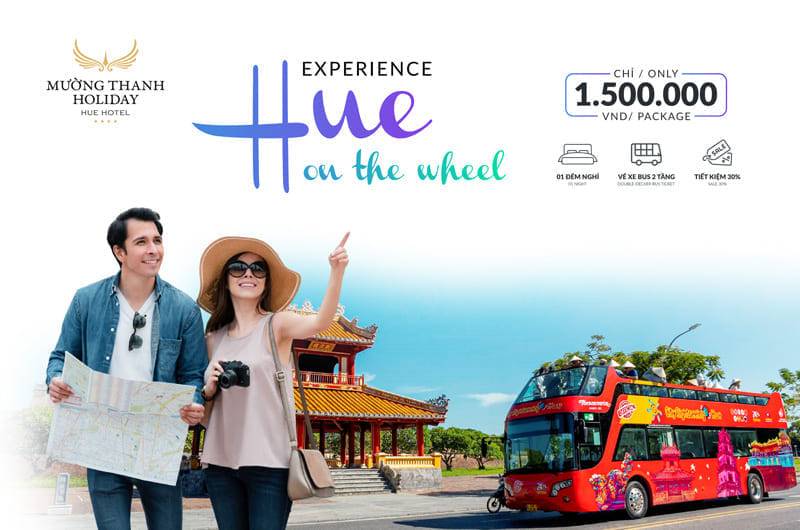 MƯỜNG THANH
HOLIDAY
HUE HOTEL
EXPERIENCE
Hue
on the wheel
CHỈ / ONLY
1.500.000
VND/ PACKAGE
01 ĐÊM NGHỈ
01 NIGHT
VÉ XE BUS 2 TẦNG
DOUBLE-DECKER BUS TICKET
SALE
TIẾT KIỆM 30%
SALE 30%